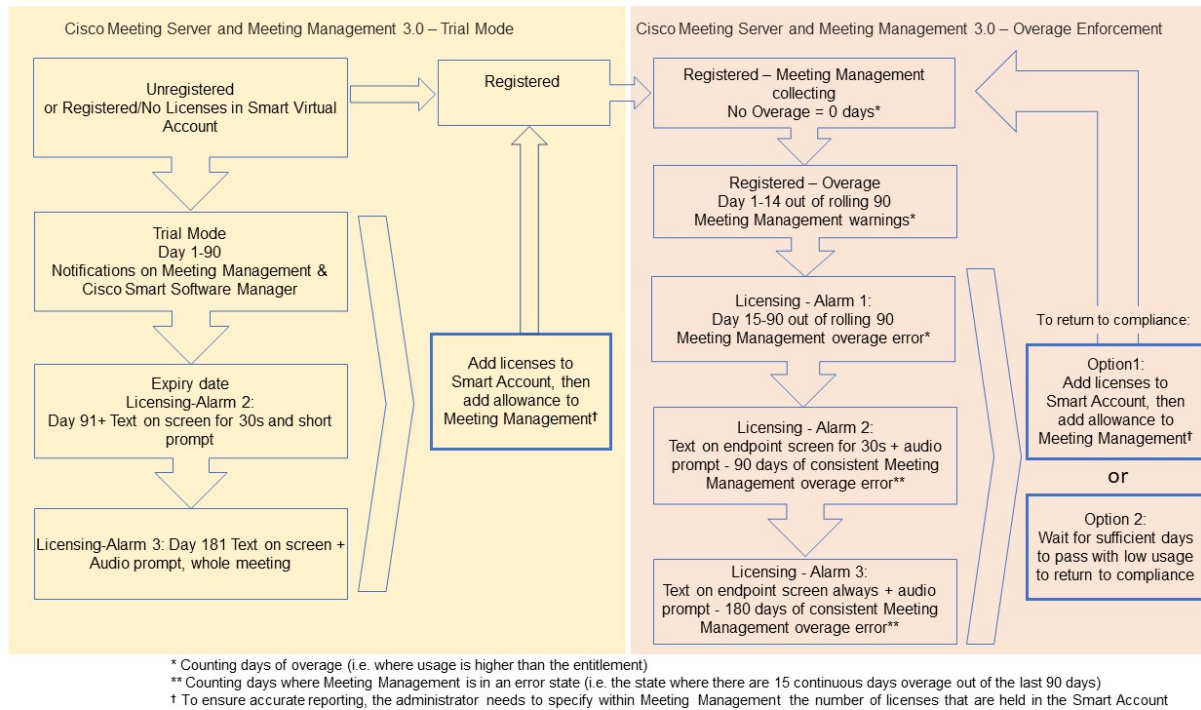 Cisco Meeting Server and Meeting Management 3.0 – Trial Mode
Unregistered
or Registered/No Licenses in Smart Virtual
Account
Registered
Trial Mode
Day 1-90
Notifications on Meeting Management &
Cisco Smart Software Manager
Expiry date
Licensing-Alarm 2:
Day 91+ Text on screen for 30s and short
prompt
Licensing-Alarm 3: Day 181 Text on screen +
Audio prompt, whole meeting
Add licenses to
Smart Account, then
add allowance to
Meeting Management†
Cisco Meeting Server and Meeting Management 3.0 – Overage Enforcement
Registered – Meeting Management
collecting
No Overage = 0 days*
Registered – Overage
Day 1-14 out of rolling 90
Meeting Management warnings*
Licensing - Alarm 1:
Day 15-90 out of rolling 90
Meeting Management overage error*
Licensing - Alarm 2:
Text on endpoint screen for 30s + audio
prompt - 90 days of consistent Meeting
Management overage error**
Licensing - Alarm 3:
Text on endpoint screen always + audio
prompt - 180 days of consistent Meeting
Management overage error**
To return to compliance:
Option1:
Add licenses to
Smart Account, then
add allowance to
Meeting Management†
or
Option 2:
Wait for sufficient days
to pass with low usage
to return to compliance
* Counting days of overage (i.e. where usage is higher than the entitlement)
** Counting days where Meeting Management is in an error state (i.e. the state where there are 15 continuous days overage out of the last 90 days)
† To ensure accurate reporting, the administrator needs to specify within Meeting Management the number of licenses that are held in the Smart Account